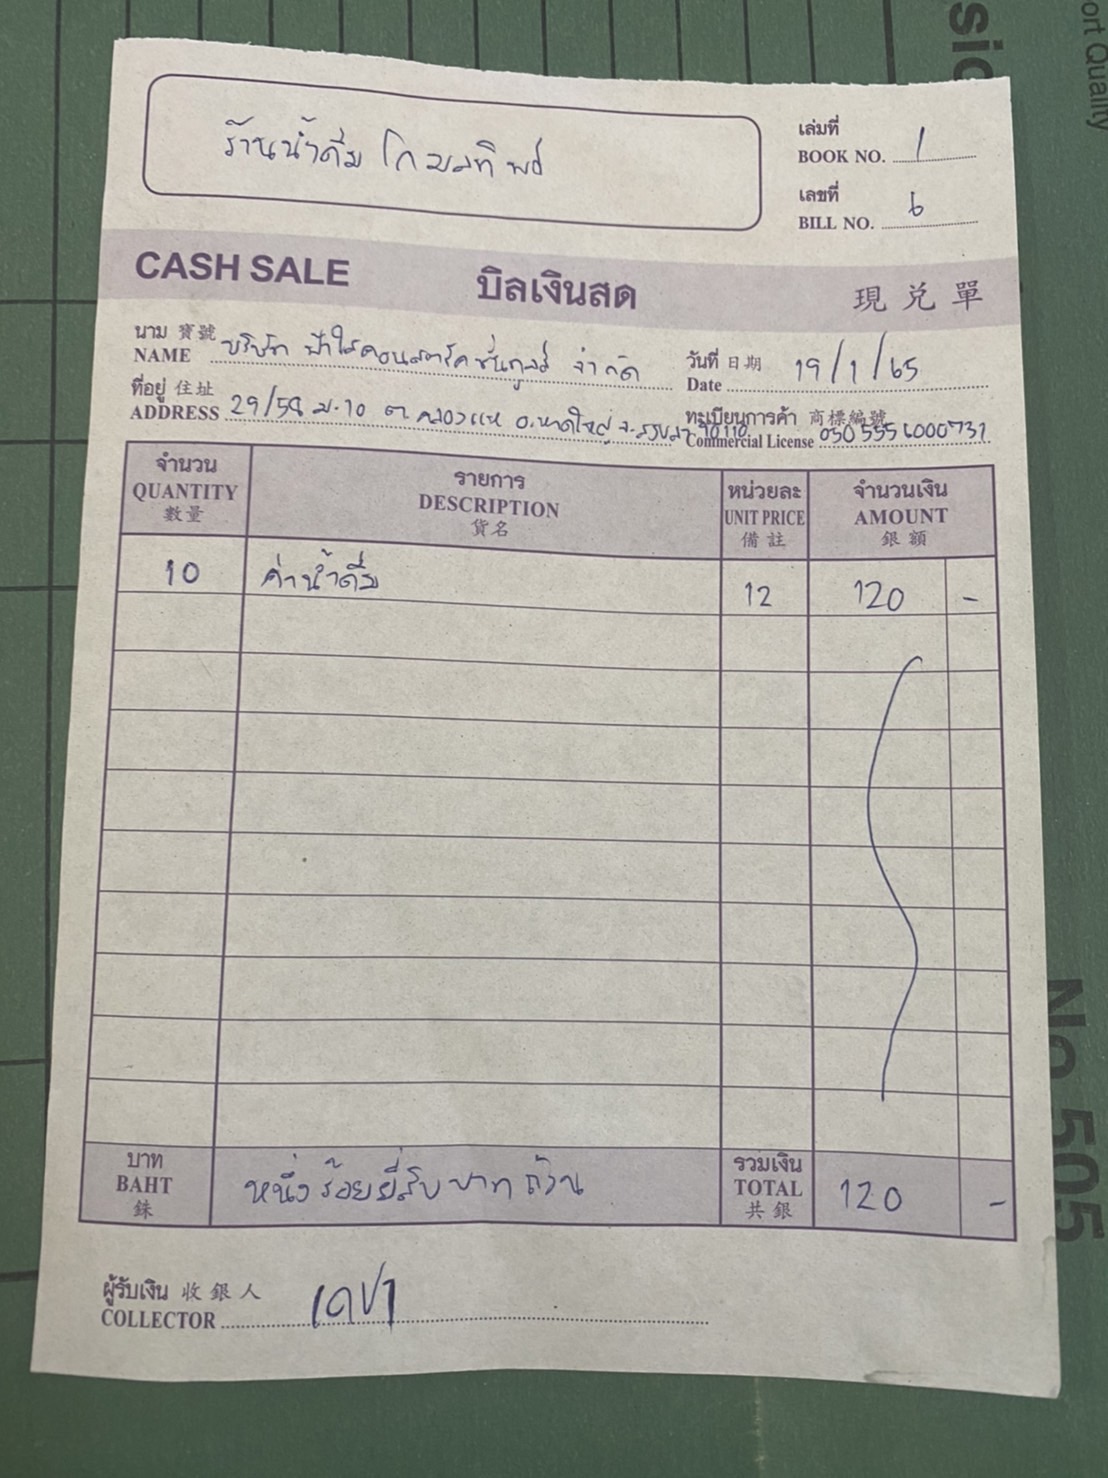 ร้านน้ำดื่ม โกมลทิพย์
เล่มที่
BOOK NO. 1
เลขที่
BILL NO. 6
CASH SALE บิลเงินสด 現兑單
นาม 寶號
NAME บริษัท ฟ้าใสคอนสตรัคชั่นกูลส์ จำกัด
วันที่ 日期
Date 19/1/65
ที่อยู่ 住址
ADDRESS 29/58 ม.10 ต.คลองแห อ.หาดใหญ่ จ.สงขลา 90110
ทะเบียนการค้า 商標編號
Commercial License
จำนวน รายการ หน่วยละ จำนวนเงิน
QUANTITY DESCRIPTION UNIT PRICE AMOUNT
數量 貨名 備註 銀額
10 ค่าน้ำดื่ม 12 120 -
บาท รวมเงิน
BAHT หนึ่งร้อยยี่สิบบาทถ้วน TOTAL 120 -
銖 共銀
ผู้รับเงิน 收銀人
COLLECTOR
No 505
ort Quality